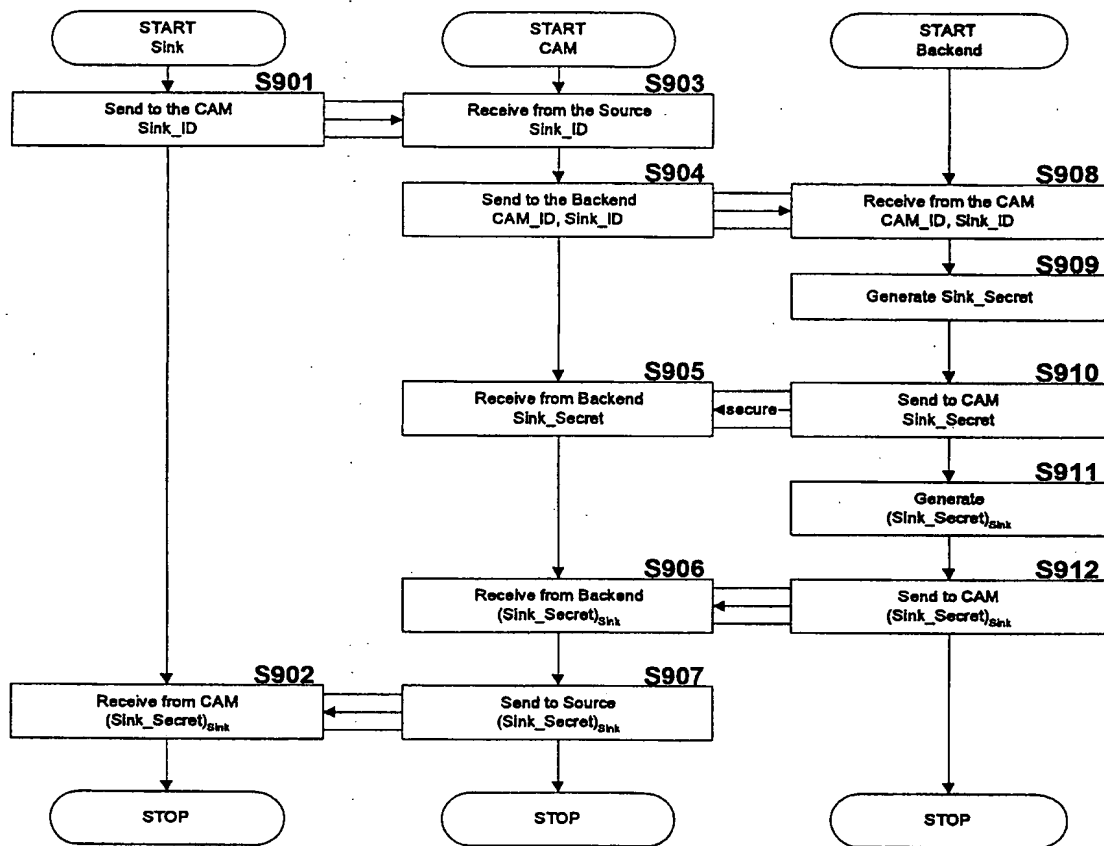 START
Sink
START
CAM
START
Backend
S901
Send to the CAM
Sink_ID
S903
Receive from the Source
Sink_ID
S904
Send to the Backend
CAM_ID, Sink_ID
S908
Receive from the CAM
CAM_ID, Sink_ID
S909
Generate Sink_Secret
S905
Receive from Backend
Sink_Secret
secure
S910
Send to CAM
Sink_Secret
S911
Generate
(Sink_Secret)Sink
S906
Receive from Backend
(Sink_Secret)Sink
S912
Send to CAM
(Sink_Secret)Sink
S902
Receive from CAM
(Sink_Secret)Sink
S907
Send to Source
(Sink_Secret)Sink
STOP
STOP
STOP